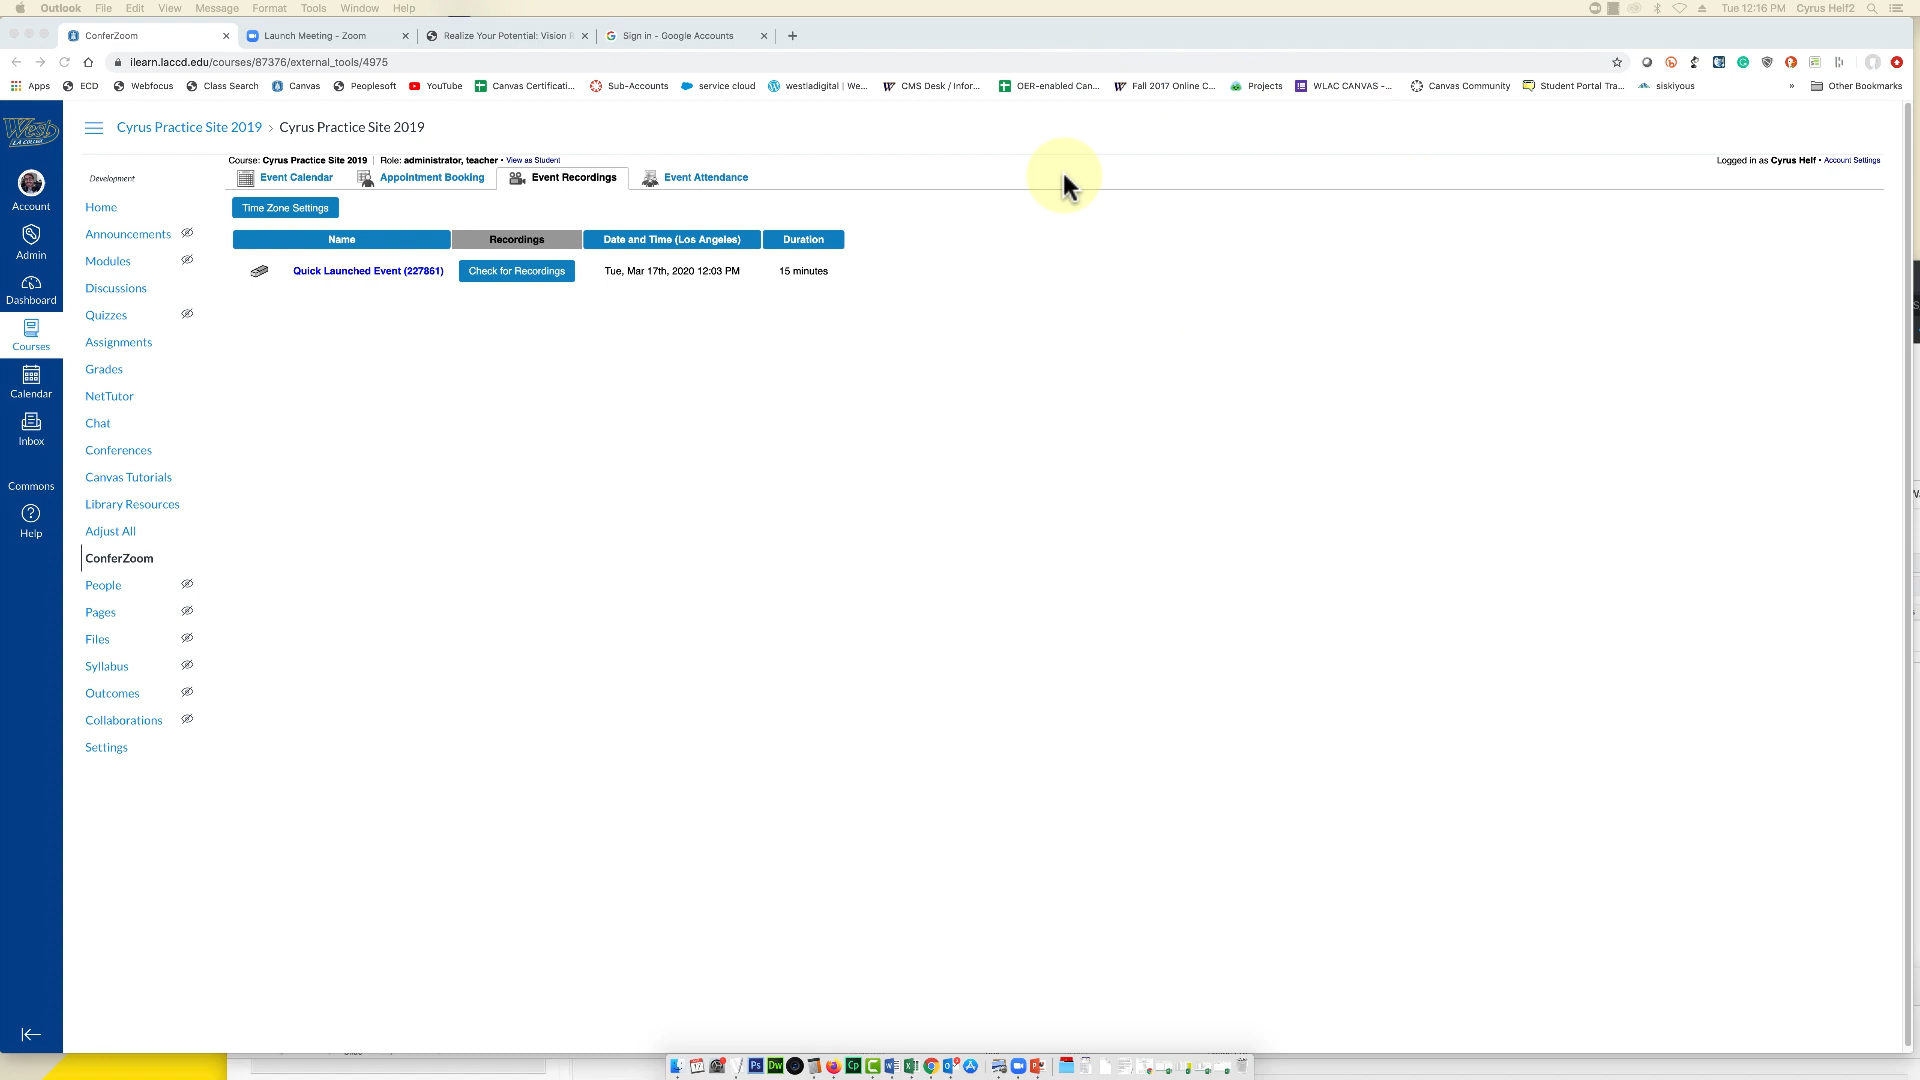 Outlook File Edit View Message Format Tools Window Help Tue 12:16 PM Cyrus Helf2
ConferZoom Launch Meeting - Zoom Realize Your Potential: Vision Sign in - Google Accounts
ilearn.laccd.edu/courses/87376/external_tools/4975
Apps ECD Webfocus Class Search Canvas Peoplesoft YouTube Canvas Certificati... Sub-Accounts service cloud westladigital | We... CMS Desk / Infor... OER-enabled Can... Fall 2017 Online C... Projects WLAC CANVAS -... Canvas Community Student Portal Tra... siskiyous » Other Bookmarks
West
LA COLLEGE
Cyrus Practice Site 2019 › Cyrus Practice Site 2019
Course: Cyrus Practice Site 2019 | Role: administrator, teacher • View as Student
Logged in as Cyrus Helf • Account Settings
Event Calendar Appointment Booking Event Recordings Event Attendance
Time Zone Settings
Name Recordings Date and Time (Los Angeles) Duration
Quick Launched Event (227861) Check for Recordings Tue, Mar 17th, 2020 12:03 PM 15 minutes
Account
Admin
Dashboard
Courses
Calendar
Inbox
Commons
Help
Development
Home
Announcements
Modules
Discussions
Quizzes
Assignments
Grades
NetTutor
Chat
Conferences
Canvas Tutorials
Library Resources
Adjust All
ConferZoom
People
Pages
Files
Syllabus
Outcomes
Collaborations
Settings
Ps Dw Cp